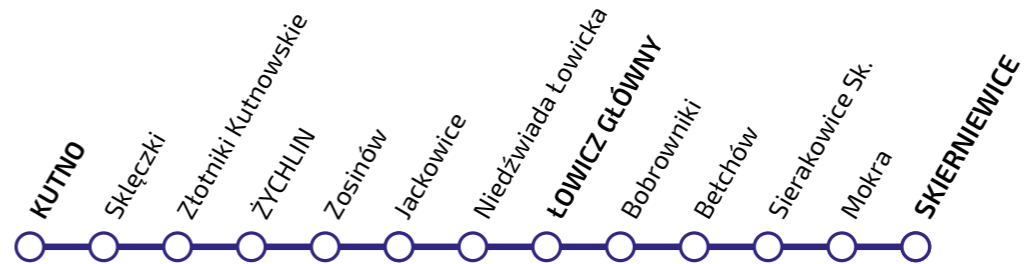 KUTNO
Sklęczki
Złotniki Kutnowskie
ŻYCHLIN
Zosinów
Jackowice
Niedźwiada Łowicka
ŁOWICZ GŁÓWNY
Bobrowniki
Bełchów
Sierakowice Sk.
Mokra
SKIERNIEWICE